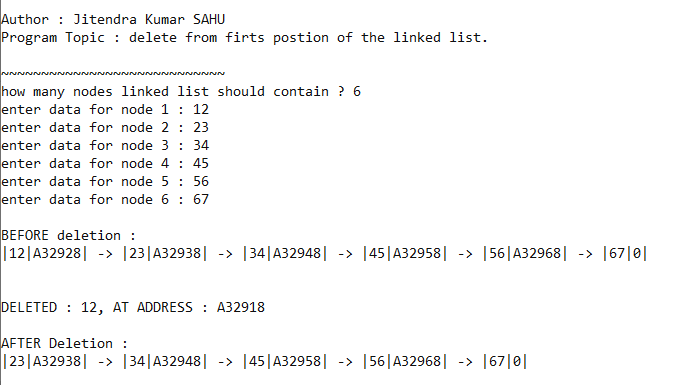 Author : Jitendra Kumar SAHU
Program Topic : delete from firts postion of the linked list.
~~~~~~~~~~~~~~~~~~~~~~~~~~~~
how many nodes linked list should contain ? 6
enter data for node 1 : 12
enter data for node 2 : 23
enter data for node 3 : 34
enter data for node 4 : 45
enter data for node 5 : 56
enter data for node 6 : 67
BEFORE deletion :
|12|A32928| -> |23|A32938| -> |34|A32948| -> |45|A32958| -> |56|A32968| -> |67|0|
DELETED : 12, AT ADDRESS : A32918
AFTER Deletion :
|23|A32938| -> |34|A32948| -> |45|A32958| -> |56|A32968| -> |67|0|